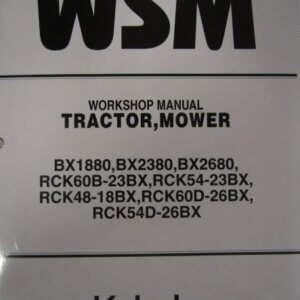 WSM
WORKSHOP MANUAL
TRACTOR,MOWER
BX1880,BX2380,BX2680,
RCK60B-23BX,RCK54-23BX,
RCK48-18BX,RCK60D-26BX,
RCK54D-26BX